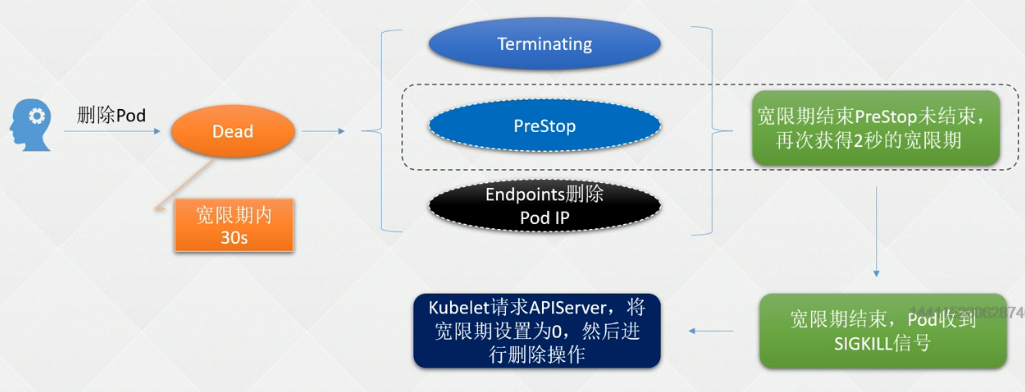 删除Pod
Dead
宽限期内
30s
Terminating
PreStop
Endpoints删除
Pod IP
宽限期结束PreStop未结束，
再次获得2秒的宽限期
宽限期结束，Pod收到
SIGKILL信号
Kubelet请求APIServer，将
宽限期设置为0，然后进
行删除操作